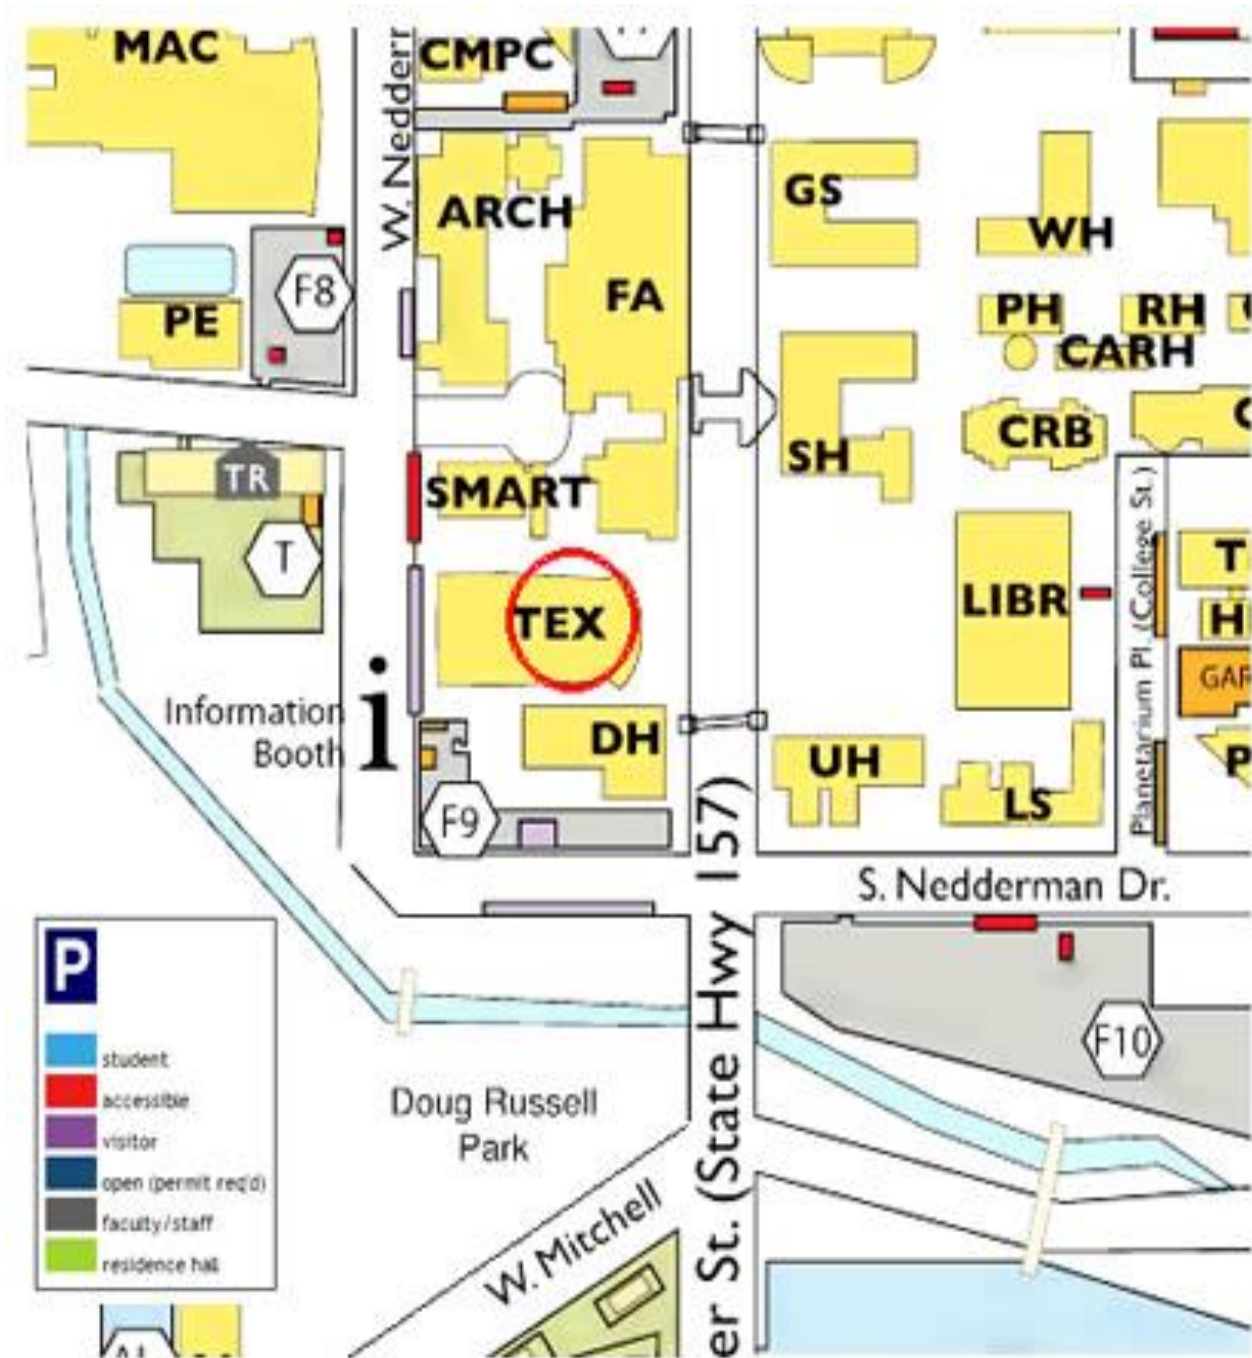 MAC
CMPC
W. Nedderr
W. Nedde
ARCH
FA
GS
WH
F8
PE
PH
RH
CARH
CRB
SH
TR
SMART
T
TEX
LIBR
Planetarium Pl. (College St.)
T
H
GAR
P
Information
Booth
i
DH
UH
LS
F9
157)
S. Nedderman Dr.
P
student
accessible
visitor
open (permit req'd)
faculty/staff
residence hall
Doug Russell
Park
F10
W. Mitchell
er St. (State Hwy